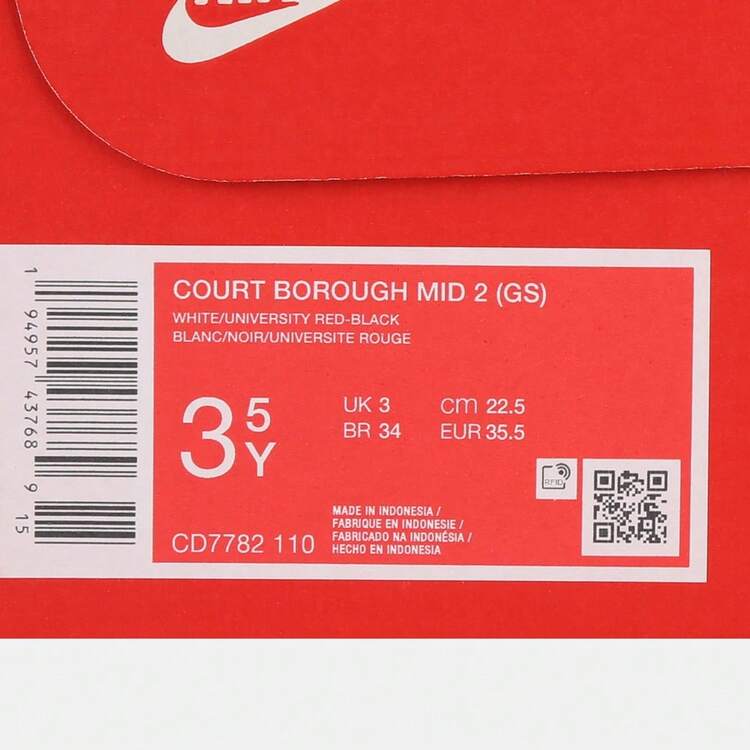 COURT BOROUGH MID 2 (GS)
WHITE/UNIVERSITY RED-BLACK
BLANC/NOIR/UNIVERSITE ROUGE
3 5 Y
UK 3 cm 22.5
BR 34 EUR 35.5
RFID
CD7782 110
MADE IN INDONESIA /
FABRIQUE EN INDONESIE /
FABRICADO NA INDONÉSIA /
HECHO EN INDONESIA
1 94957 43768 9 15